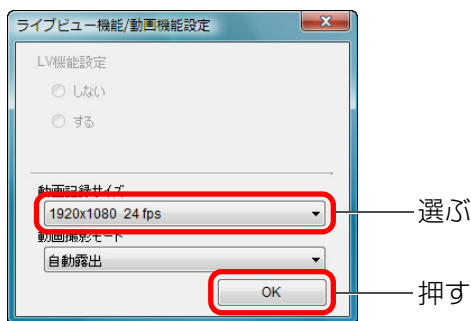 ライブビュー機能/動画機能設定
LV機能設定
しない
する
動画記録サイズ
1920x1080 24 fps
選ぶ
動画撮影モード
自動露出
OK
押す